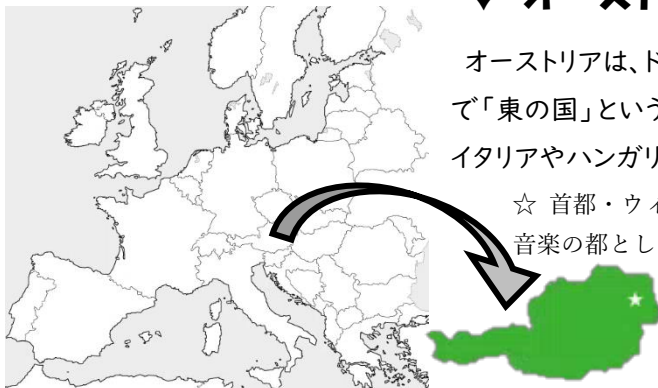 オースト
オーストリアは、ド
で「東の国」という
イタリアやハンガリ
☆ 首都・ウィ
音楽の都とし